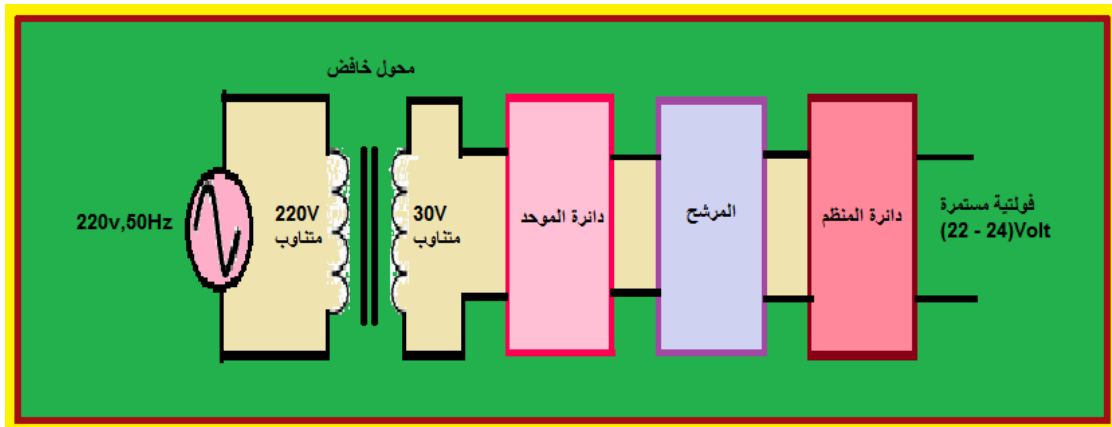 محول خافض
220v,50Hz
220V
متناوب
30V
متناوب
دائرة الموحد
المرشح
دائرة المنظم
فولتية مستمرة
(22 - 24)Volt